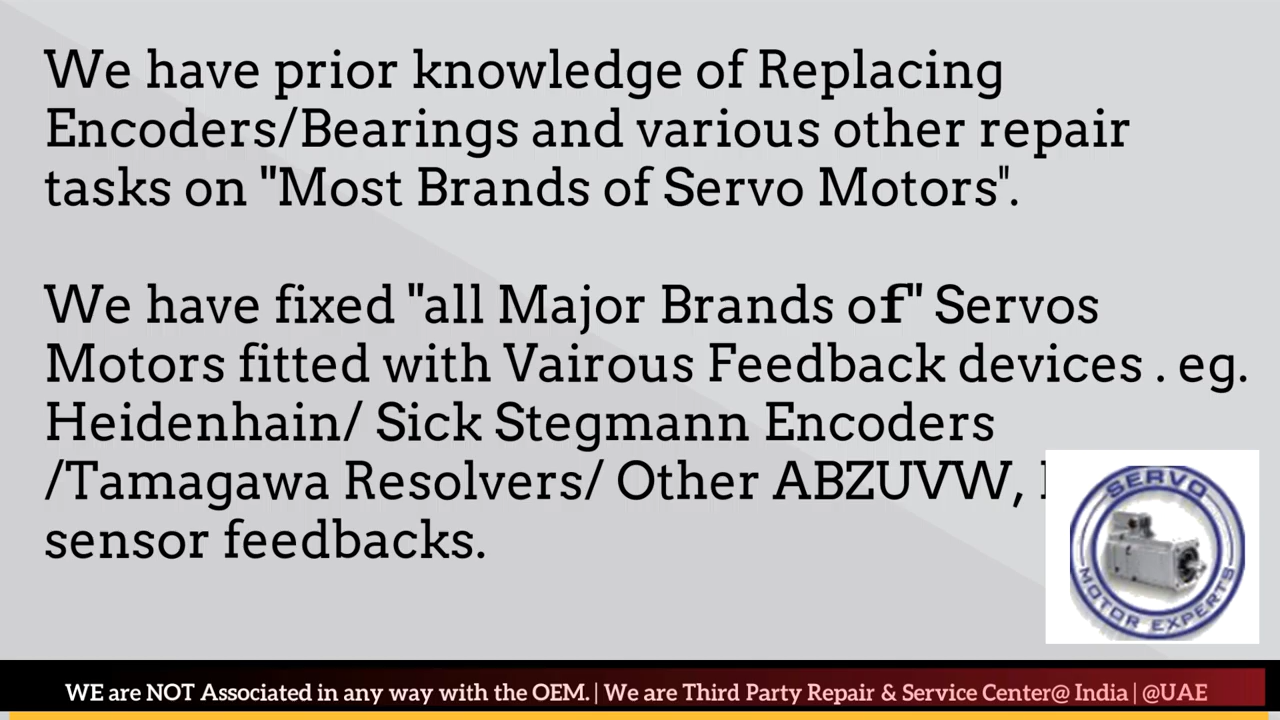 We have prior knowledge of Replacing
Encoders/Bearings and various other repair
tasks on "Most Brands of Servo Motors".
We have fixed "all Major Brands of" Servos
Motors fitted with Vairous Feedback devices . eg.
Heidenhain/ Sick Stegmann Encoders
/Tamagawa Resolvers/ Other ABZUVW,
sensor feedbacks.
SERVO
MOTOR EXPERTS
WE are NOT Associated in any way with the OEM. | We are Third Party Repair & Service Center@ India | @UAE